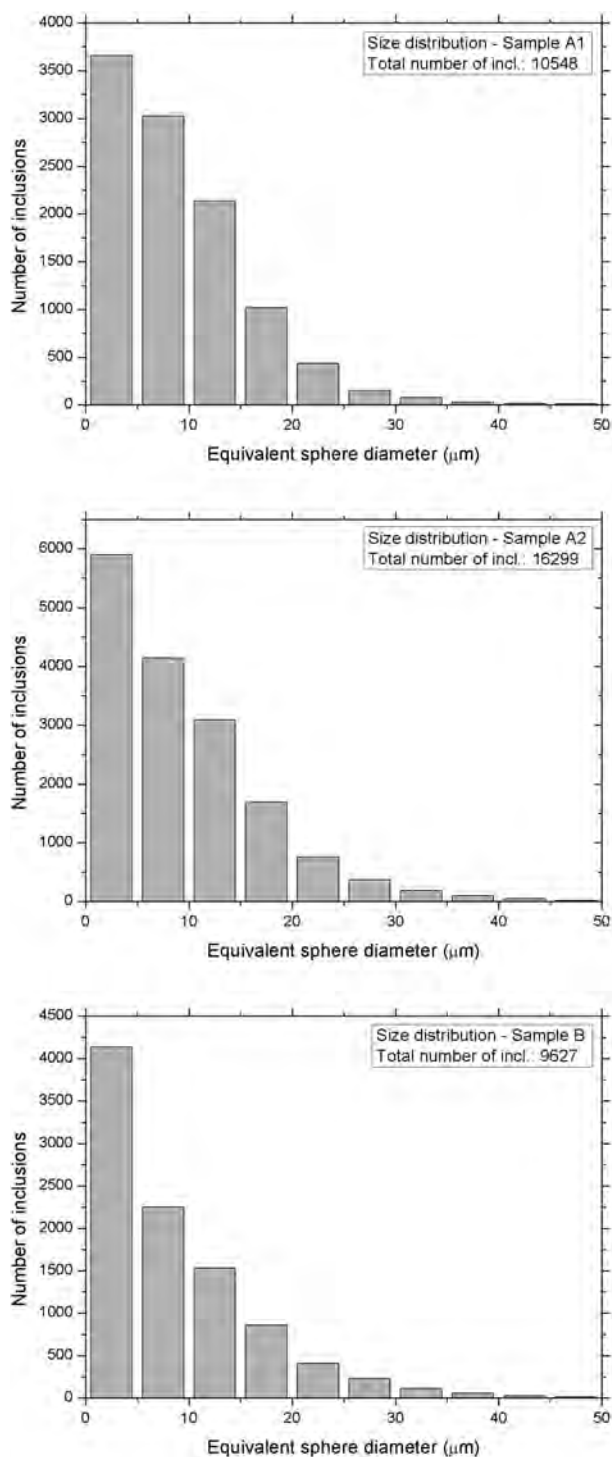 Size distribution - Sample A1
Total number of incl.: 10548
Number of inclusions
4000
3500
3000
2500
2000
1500
1000
500
0
0 10 20 30 40 50
Equivalent sphere diameter (μm)
Size distribution - Sample A2
Total number of incl.: 16299
Number of inclusions
6000
5000
4000
3000
2000
1000
0
0 10 20 30 40 50
Equivalent sphere diameter (μm)
Size distribution - Sample B
Total number of incl.: 9627
Number of inclusions
4500
4000
3500
3000
2500
2000
1500
1000
500
0
0 10 20 30 40 50
Equivalent sphere diameter (μm)